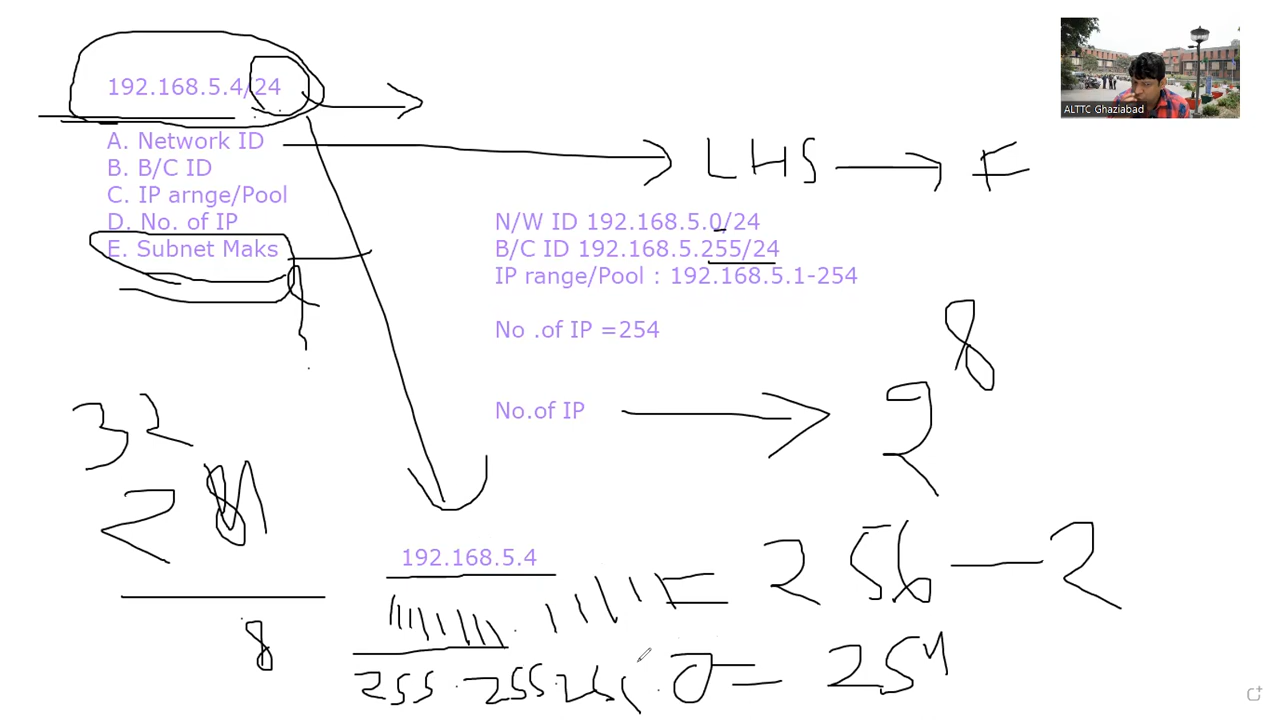 192.168.5.4/24
ALTTC Ghaziabad
A. Network ID
B. B/C ID
C. IP arnge/Pool
D. No. of IP
E. Subnet Maks
LHS F
N/W ID 192.168.5.0/24
B/C ID 192.168.5.255/24
IP range/Pool : 192.168.5.1-254
No .of IP =254
No.of IP
2 8
32
2
8
192.168.5.4
= 256 - 2
255.255.255.0 = 254